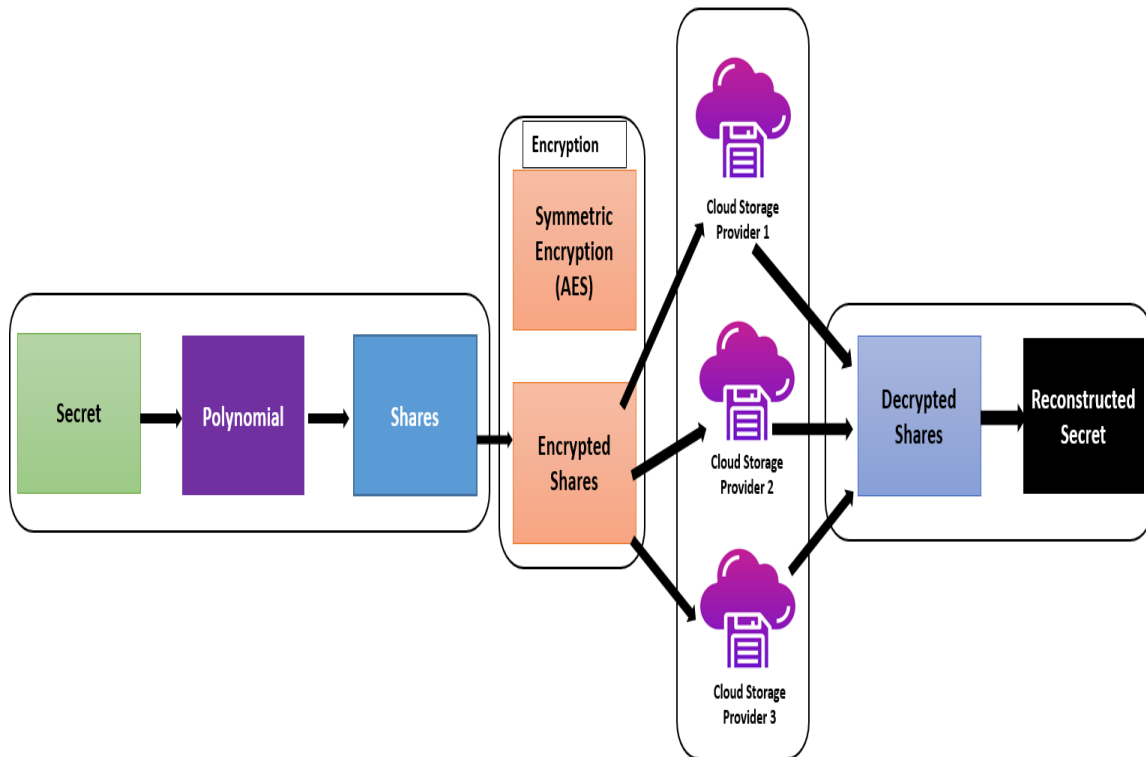 Secret
Polynomial
Shares
Encryption
Symmetric
Encryption
(AES)
Encrypted
Shares
Cloud Storage
Provider 1
Cloud Storage
Provider 2
Cloud Storage
Provider 3
Decrypted
Shares
Reconstructed
Secret